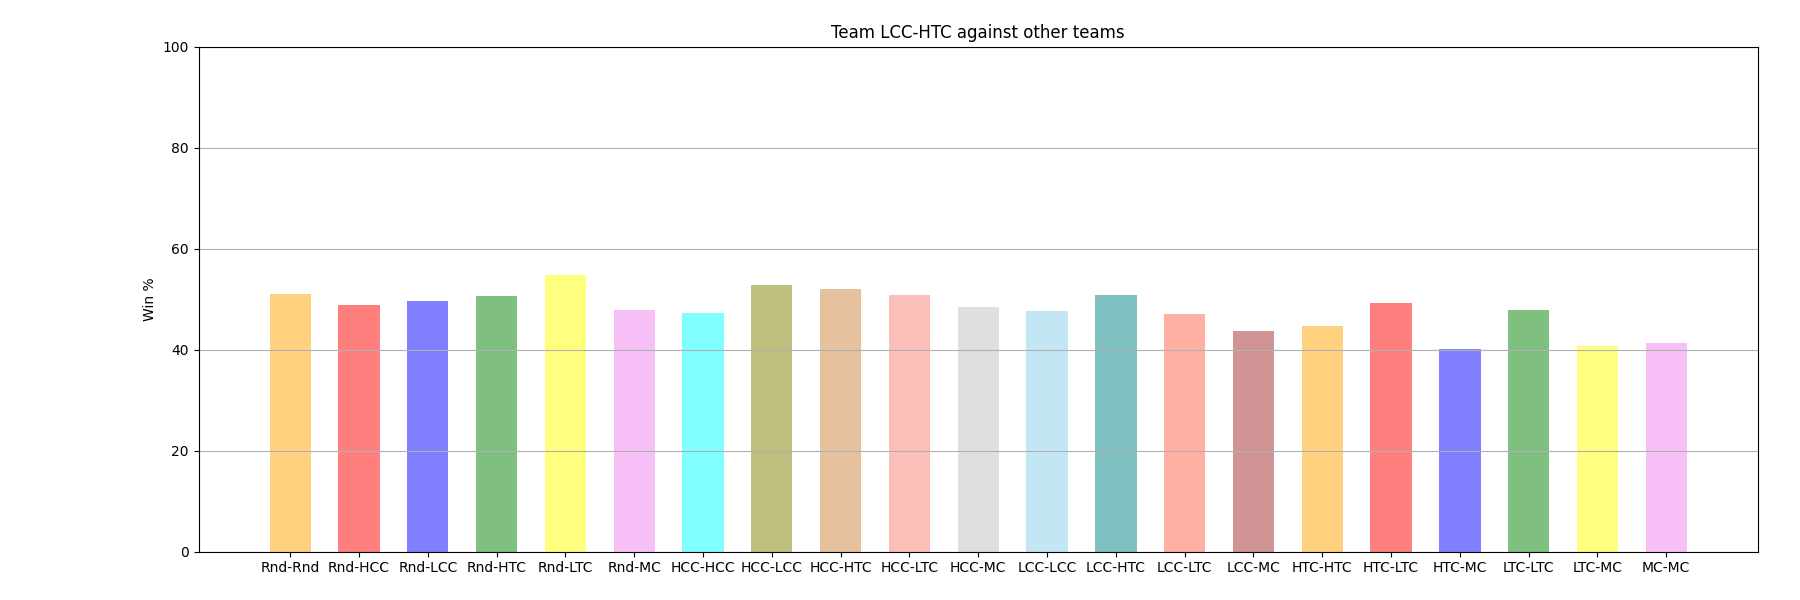 Team LCC-HTC against other teams
Win %
100
80
60
40
20
0
Rnd-Rnd Rnd-HCC Rnd-LCC Rnd-HTC Rnd-LTC Rnd-MC HCC-HCC HCC-LCC HCC-HTC HCC-LTC HCC-MC LCC-LCC LCC-HTC LCC-LTC LCC-MC HTC-HTC HTC-LTC HTC-MC LTC-LTC LTC-MC MC-MC